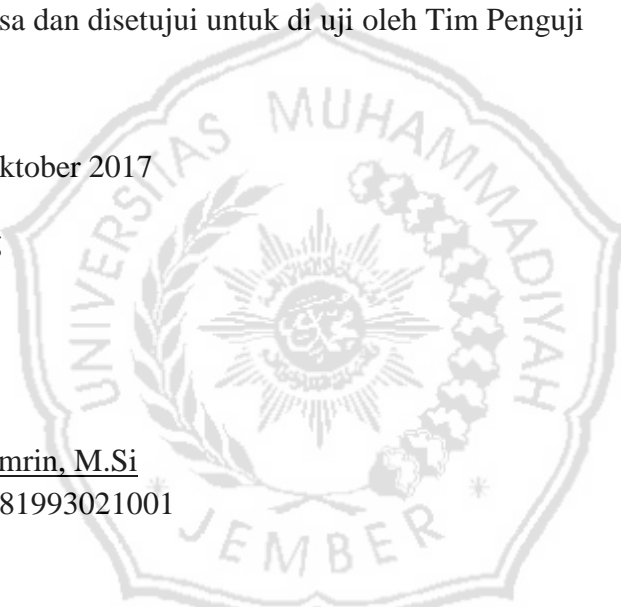 sa dan disetujui untuk di uji oleh Tim Penguji
ktober 2017
mrin, M.Si
81993021001
UNIVERSITAS MUHAMMADIYAH
JEMBER